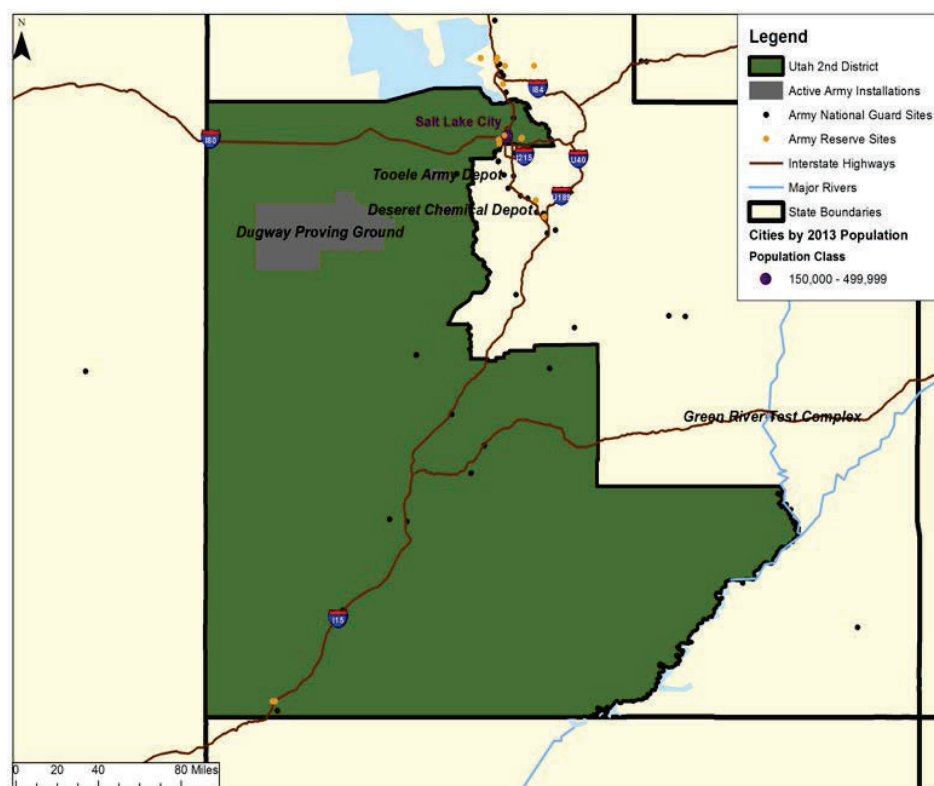 N
Legend
Utah 2nd District
Active Army Installations
Army National Guard Sites
Army Reserve Sites
Interstate Highways
Major Rivers
State Boundaries
Cities by 2013 Population
Population Class
150,000 - 499,999
I84
Salt Lake City
I80
I215
U40
Tooele Army Depot
U189
Deseret Chemical Depot
Dugway Proving Ground
Green River Test Complex
I15
0 20 40 80 Miles